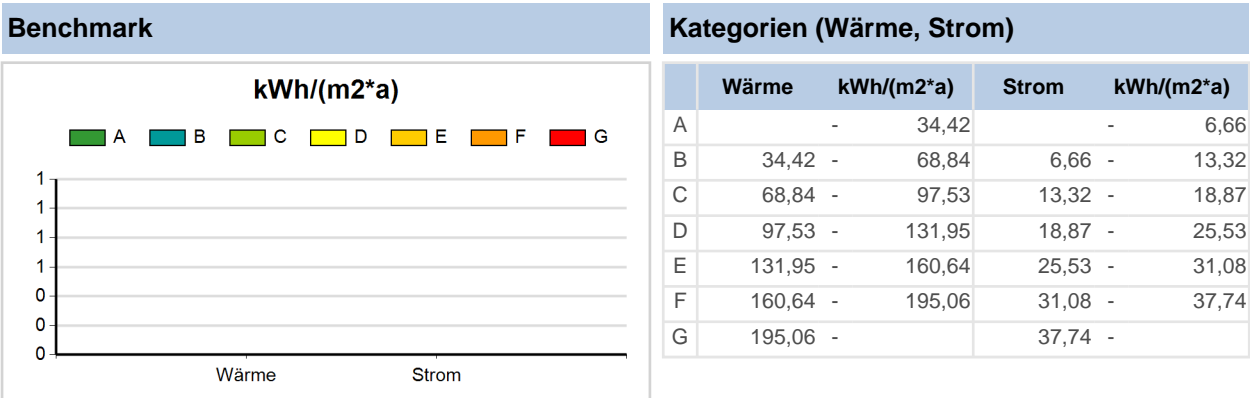 Benchmark
kWh/(m2*a)
A B C D E F G
1
1
1
1
0
0
0
Wärme Strom
Kategorien (Wärme, Strom)
Wärme kWh/(m2*a) Strom kWh/(m2*a)
A - 34,42 - 6,66
B 34,42 - 68,84 6,66 - 13,32
C 68,84 - 97,53 13,32 - 18,87
D 97,53 - 131,95 18,87 - 25,53
E 131,95 - 160,64 25,53 - 31,08
F 160,64 - 195,06 31,08 - 37,74
G 195,06 - 37,74 -